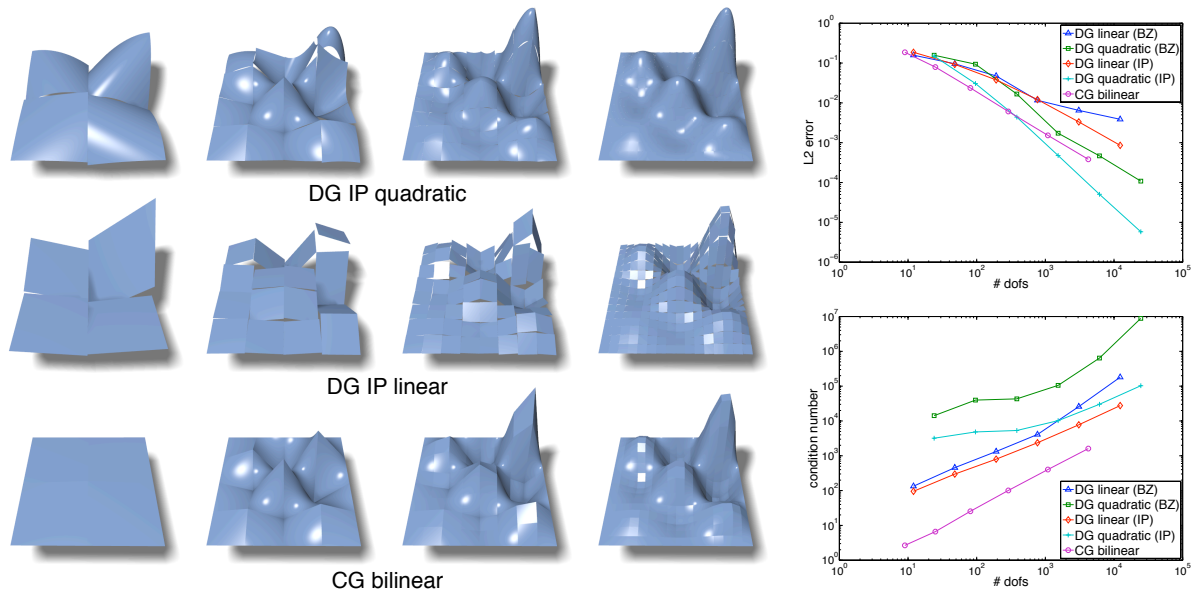 DG IP quadratic
DG IP linear
CG bilinear
10^0
10^-1
10^-2
10^-3
10^-4
10^-5
10^-6
L2 error
10^0 10^1 10^2 10^3 10^4 10^5
# dofs
DG linear (BZ)
DG quadratic (BZ)
DG linear (IP)
DG quadratic (IP)
CG bilinear
10^7
10^6
10^5
10^4
10^3
10^2
10^1
10^0
condition number
10^0 10^1 10^2 10^3 10^4 10^5
# dofs
DG linear (BZ)
DG quadratic (BZ)
DG linear (IP)
DG quadratic (IP)
CG bilinear